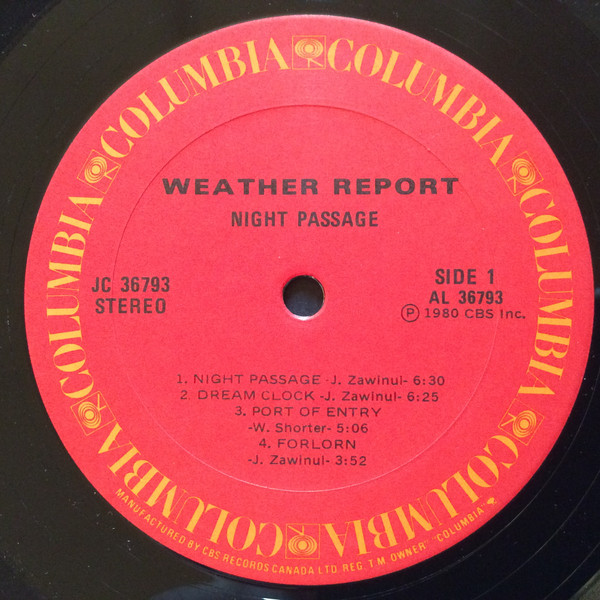 COLUMBIA COLUMBIA COLUMBIA COLUMBIA COLUMBIA COLUMBIA COLUMBIA
WEATHER REPORT
NIGHT PASSAGE
JC 36793
STEREO
SIDE 1
AL 36793
Ⓟ 1980 CBS Inc.
1. NIGHT PASSAGE -J. Zawinul- 6:30
2. DREAM CLOCK -J. Zawinul- 6:25
3. PORT OF ENTRY
-W. Shorter- 5:06
4. FORLORN
-J. Zawinul- 3:52
MANUFACTURED BY CBS RECORDS CANADA LTD. REG. T.M. OWNER "COLUMBIA"